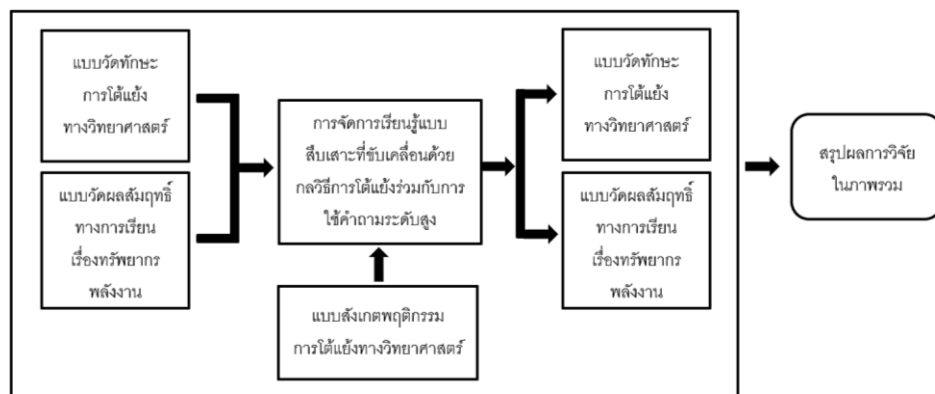 แบบวัดทักษะ
การโต้แย้ง
ทางวิทยาศาสตร์
แบบวัดผลสัมฤทธิ์
ทางการเรียน
เรื่องทรัพยากร
พลังงาน
การจัดการเรียนรู้แบบ
สืบเสาะที่ขับเคลื่อนด้วย
กลวิธีการโต้แย้งร่วมกับการ
ใช้คำถามระดับสูง
แบบสังเกตพฤติกรรม
การโต้แย้งทางวิทยาศาสตร์
แบบวัดทักษะ
การโต้แย้ง
ทางวิทยาศาสตร์
แบบวัดผลสัมฤทธิ์
ทางการเรียน
เรื่องทรัพยากร
พลังงาน
สรุปผลการวิจัย
ในภาพรวม